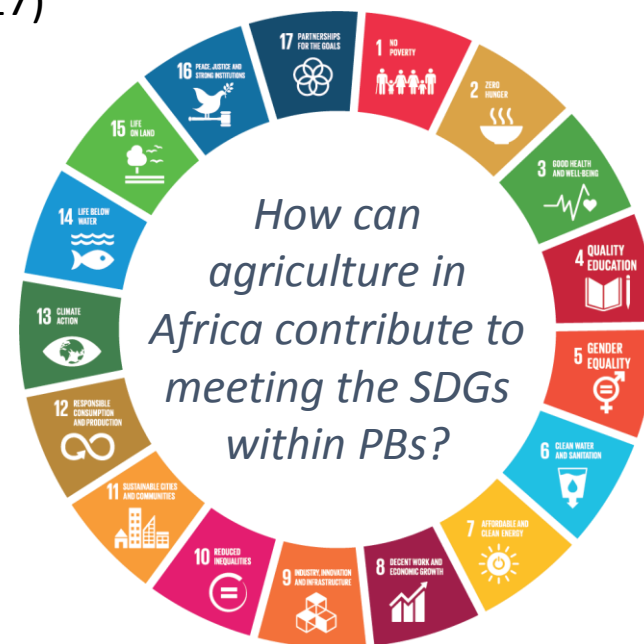 17)
How can
agriculture in
Africa contribute to
meeting the SDGs
within PBs?
1 NO
POVERTY
2 ZERO
HUNGER
3 GOOD HEALTH
AND WELL-BEING
4 QUALITY
EDUCATION
5 GENDER
EQUALITY
6 CLEAN WATER
AND SANITATION
7 AFFORDABLE AND
CLEAN ENERGY
8 DECENT WORK AND
ECONOMIC GROWTH
9 INDUSTRY, INNOVATION
AND INFRASTRUCTURE
10 REDUCED
INEQUALITIES
11 SUSTAINABLE CITIES
AND COMMUNITIES
12 RESPONSIBLE
CONSUMPTION
AND PRODUCTION
13 CLIMATE
ACTION
14 LIFE BELOW
WATER
15 LIFE
ON LAND
16 PEACE, JUSTICE AND
STRONG INSTITUTIONS
17 PARTNERSHIPS
FOR THE GOALS